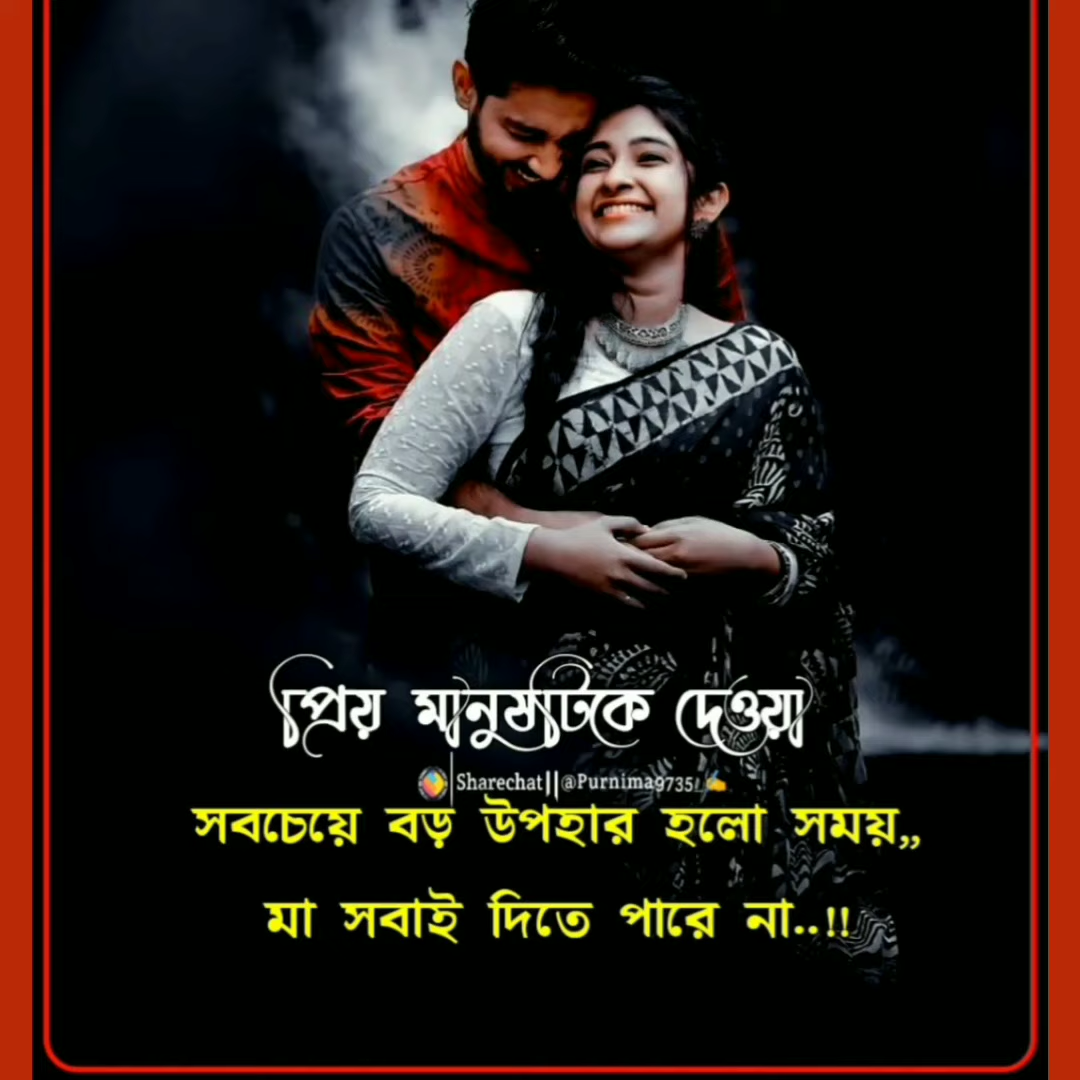 প্রিয় মানুষটিকে দেওয়া
Sharechat||@Purnima9735
সবচেয়ে বড় উপহার হলো সময়,,
মা সবাই দিতে পারে না..!!